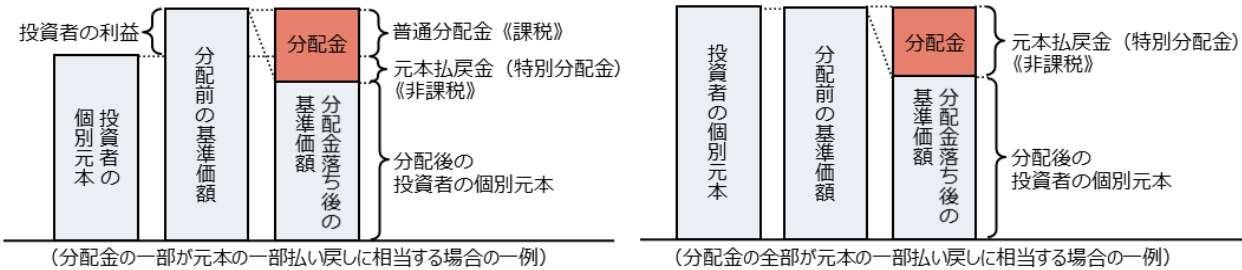 投資者の利益
投資者の
個別元本
分配前の基準価額
分配金
分配金落ち後の
基準価額
普通分配金《課税》
元本払戻金（特別分配金）
《非課税》
分配後の
投資者の個別元本
（分配金の一部が元本の一部払い戻しに相当する場合の一例）
投資者の個別元本
分配前の基準価額
分配金
分配金落ち後の
基準価額
元本払戻金（特別分配金）
《非課税》
分配後の
投資者の個別元本
（分配金の全部が元本の一部払い戻しに相当する場合の一例）